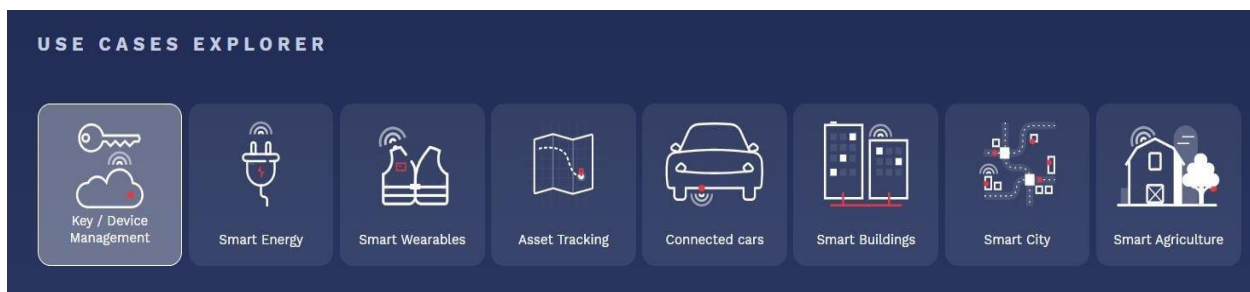 USE CASES EXPLORER
Key / Device
Management
Smart Energy
Smart Wearables
Asset Tracking
Connected cars
Smart Buildings
Smart City
Smart Agriculture